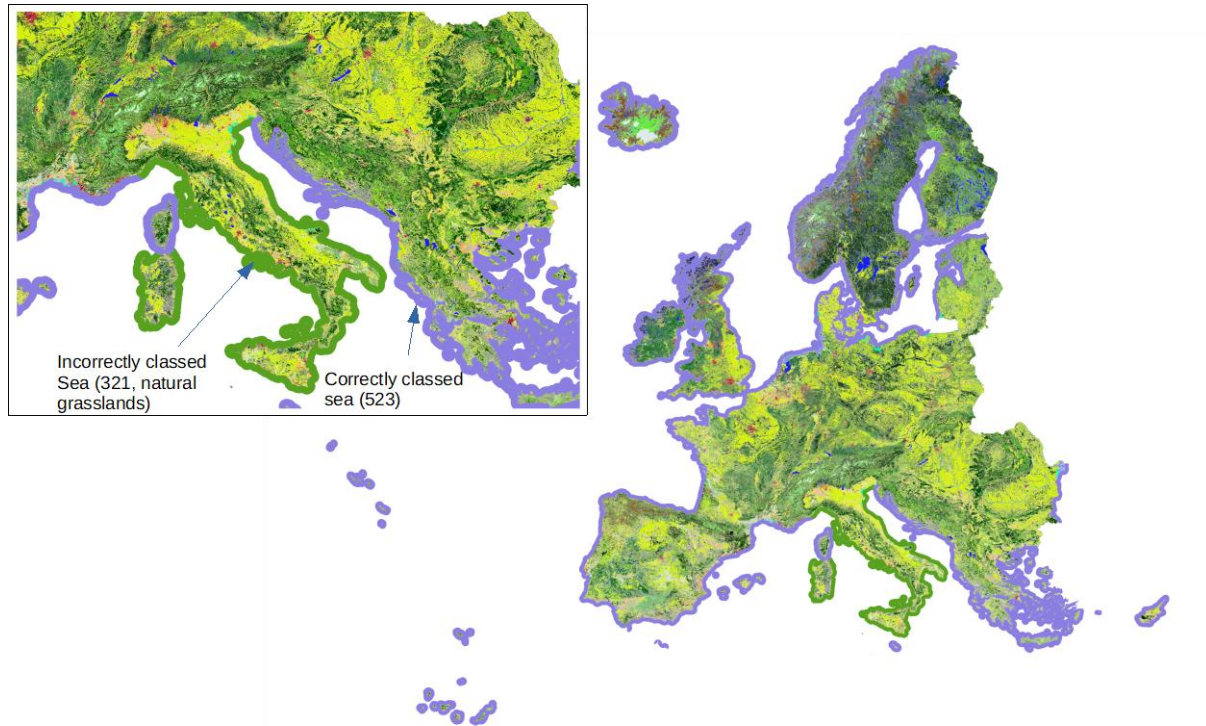 Incorrectly classed
Sea (321, natural
grasslands)
Correctly classed
sea (523)